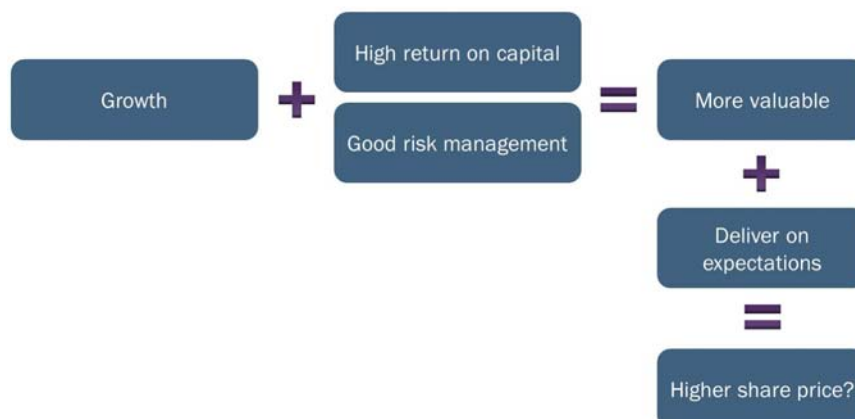 Growth
+
High return on capital
Good risk management
=
More valuable
+
Deliver on
expectations
=
Higher share price?